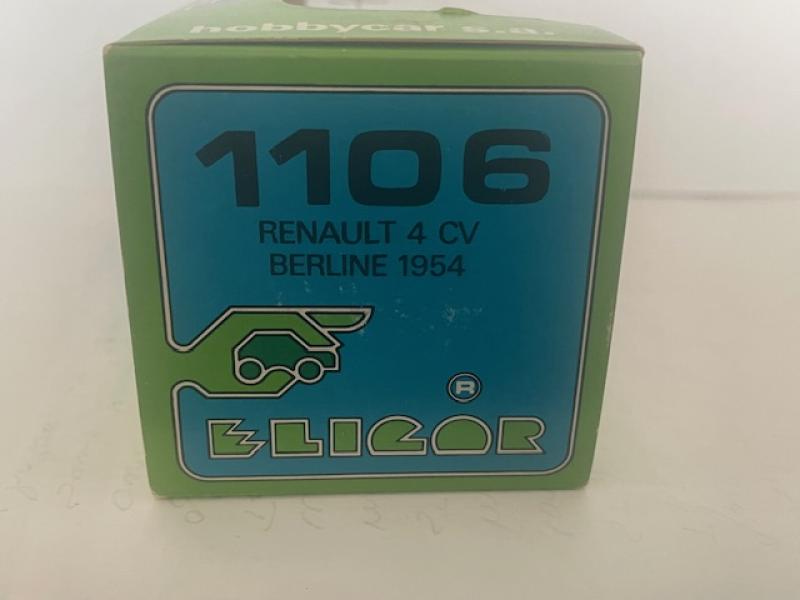 hobbycar s.a.
1106
RENAULT 4 CV
BERLINE 1954
®
ELIGOR